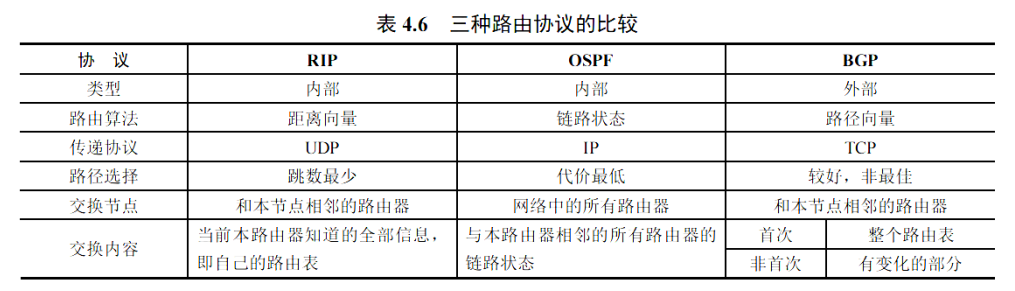 表 4.6 三种路由协议的比较
协 议 RIP OSPF BGP
类型 内部 内部 外部
路由算法 距离向量 链路状态 路径向量
传递协议 UDP IP TCP
路径选择 跳数最少 代价最低 较好，非最佳
交换节点 和本节点相邻的路由器 网络中的所有路由器 和本节点相邻的路由器
交换内容 当前本路由器知道的全部信息，即自己的路由表 与本路由器相邻的所有路由器的链路状态 首次 整个路由表
非首次 有变化的部分